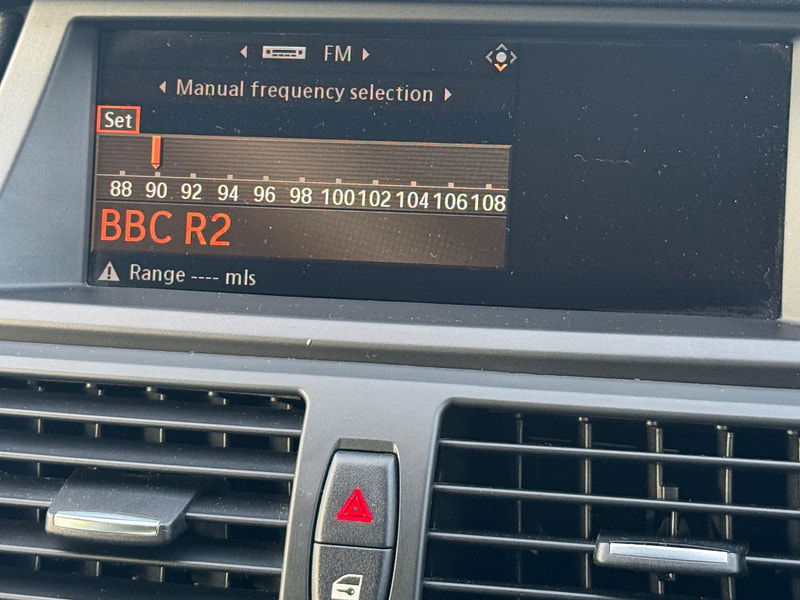 FM
Manual frequency selection
Set
88 90 92 94 96 98 100 102 104 106 108
BBC R2
Range ---- mls